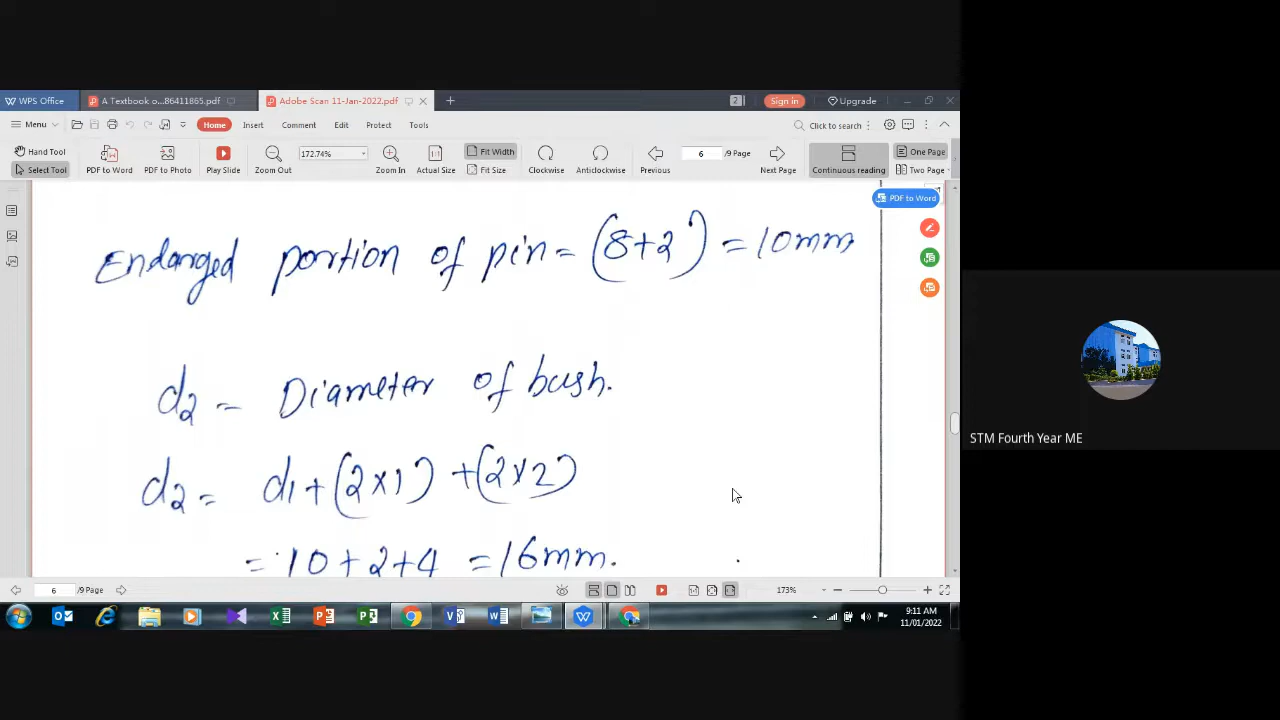 WPS Office
A Textbook o...86411865.pdf
Adobe Scan 11-Jan-2022.pdf
2
Sign in
Upgrade
Menu
Home
Insert
Comment
Edit
Protect
Tools
Click to search
Hand Tool
Select Tool
PDF to Word
PDF to Photo
Play Slide
Zoom Out
172.74%
Zoom In
Actual Size
Fit Width
Fit Size
Clockwise
Anticlockwise
Previous
6 /9 Page
Next Page
Continuous reading
One Page
Two Page
PDF to Word
Endarged portion of pin = (8+2) = 10mm
d2 = Diameter of bush.
d2 = d1 + (2×1) + (2×2)
= 10+2+4 = 16mm.
STM Fourth Year ME
6 /9 Page
173%
9:11 AM
11/01/2022